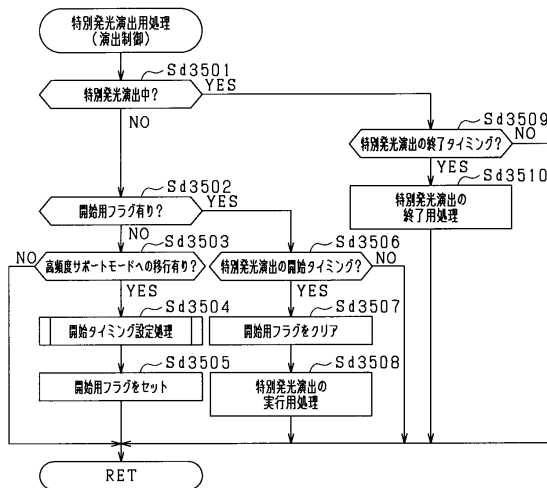 特別発光演出用処理
(演出制御)
Sd3501
特別発光演出中?
YES
NO
Sd3509
特別発光演出の終了タイミング?
NO
YES
Sd3510
特別発光演出の
終了用処理
Sd3502
開始用フラグ有り?
YES
NO
Sd3503
NO
高頻度サポートモードへの移行有り?
YES
Sd3506
特別発光演出の開始タイミング?
NO
YES
Sd3504
開始タイミング設定処理
Sd3507
開始用フラグをクリア
Sd3505
開始用フラグをセット
Sd3508
特別発光演出の
実行用処理
RET